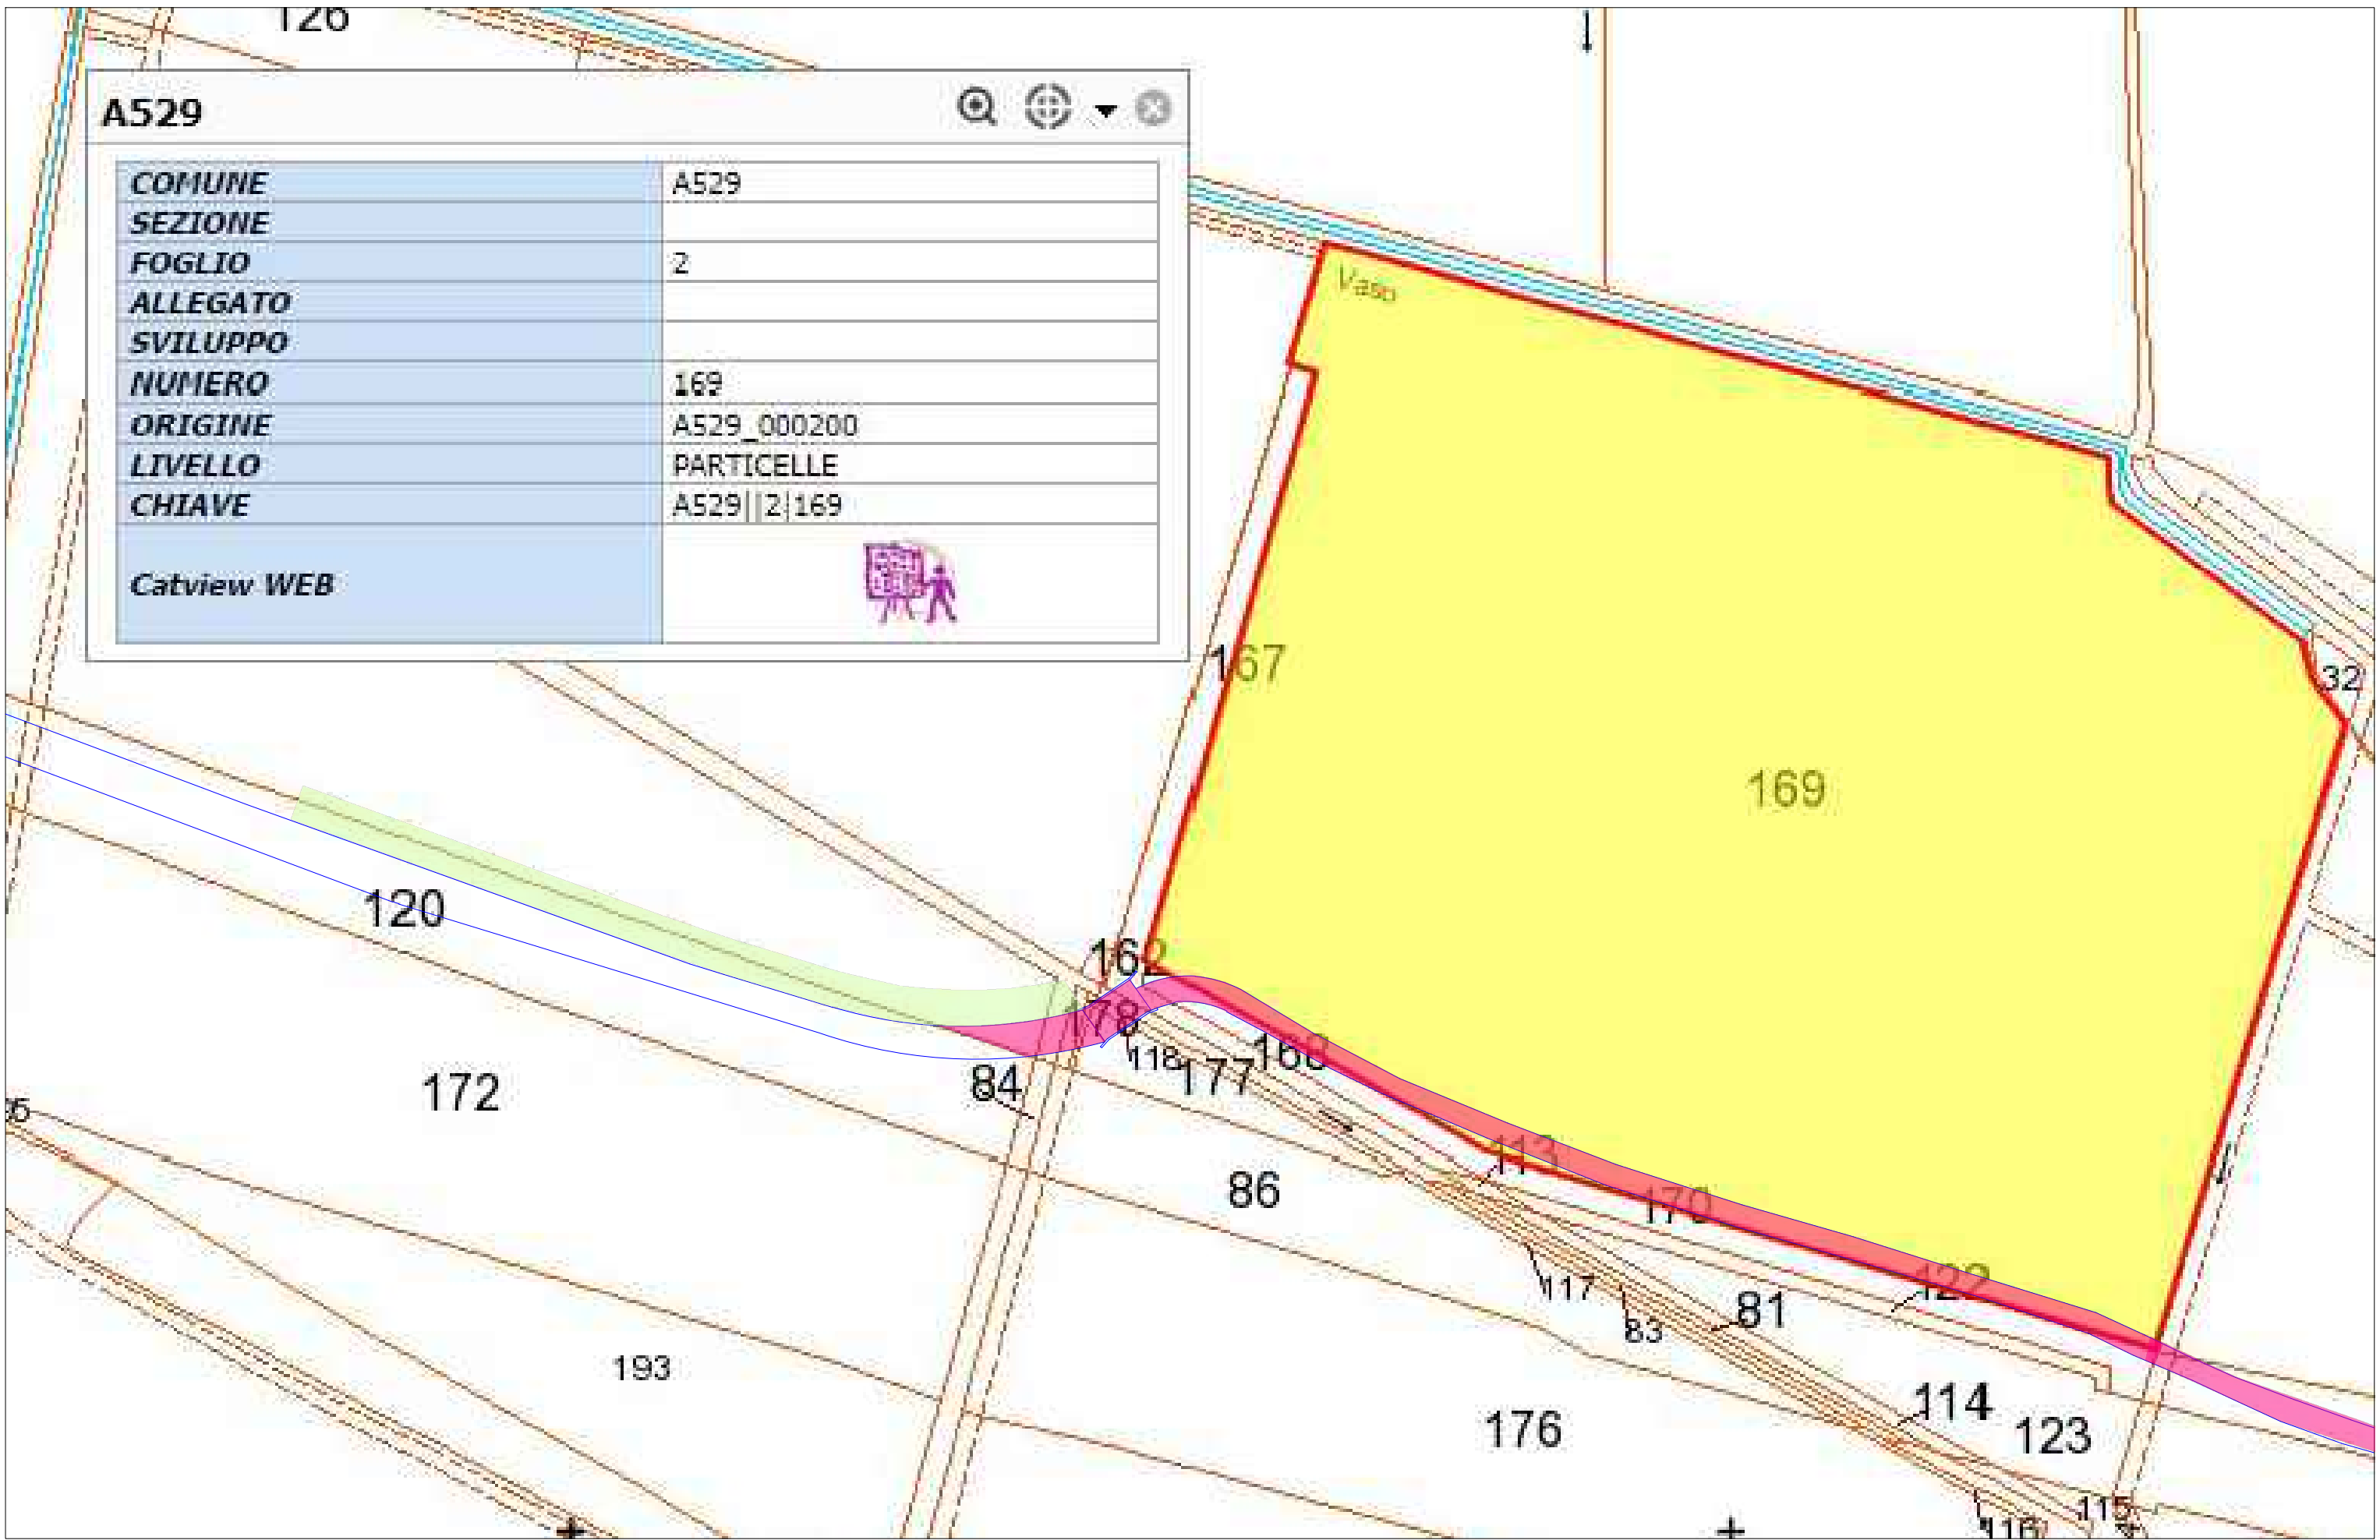 126
A529
COMUNE A529
SEZIONE
FOGLIO 2
ALLEGATO
SVILUPPO
NUMERO 169
ORIGINE A529_000200
LIVELLO PARTICELLE
CHIAVE A529||2|169
Catview WEB
Vaso
167
32
169
120
162
178
118
177
168
84
172
113
86
170
122
117
81
83
193
114
176
123
115
116